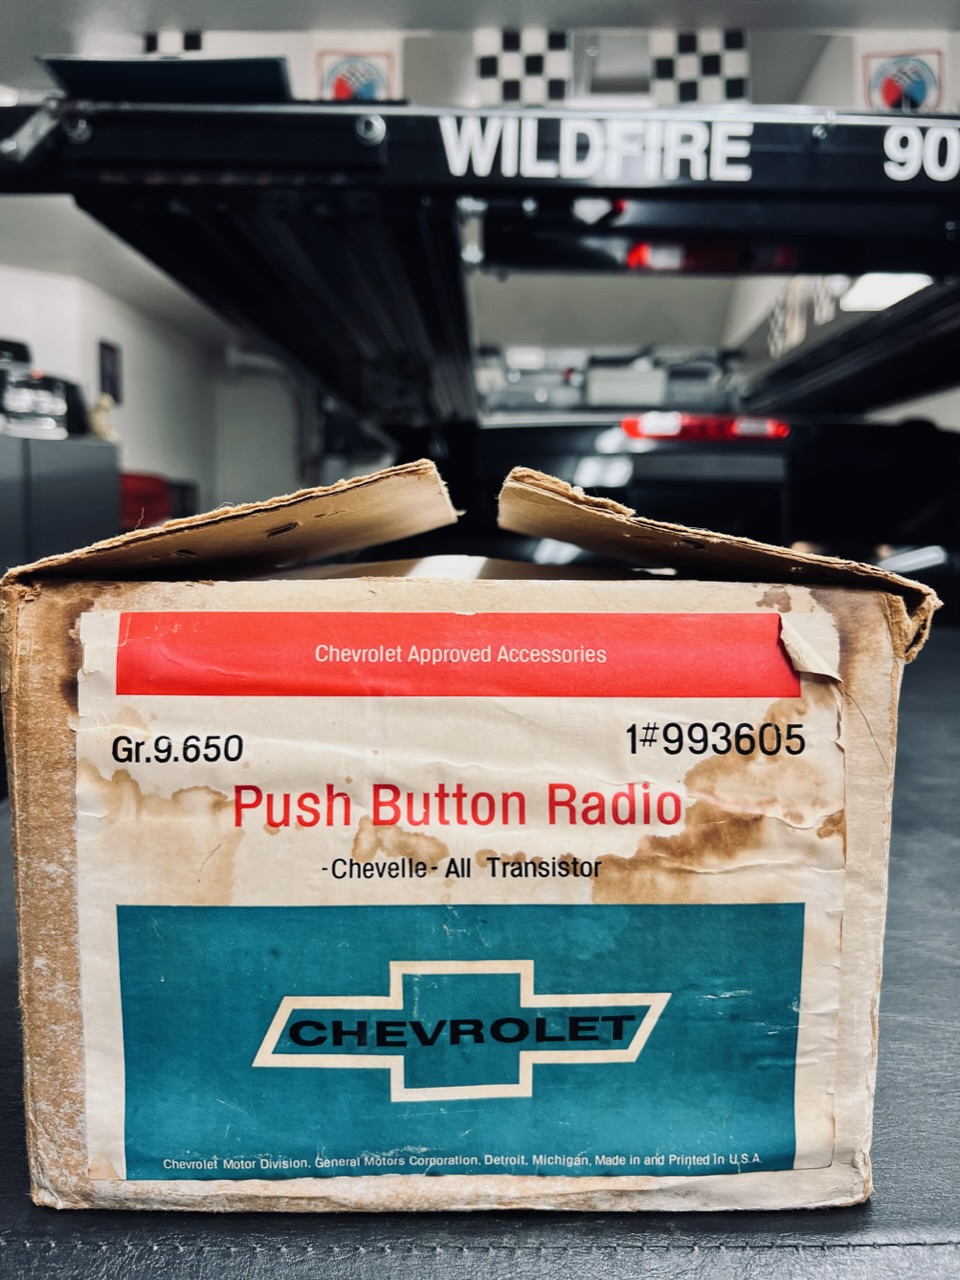 WILDFIRE 90
Chevrolet Approved Accessories
Gr.9.650 1#993605
Push Button Radio
-Chevelle- All Transistor
CHEVROLET
Chevrolet Motor Division, General Motors Corporation, Detroit, Michigan, Made in and Printed In U.S.A.